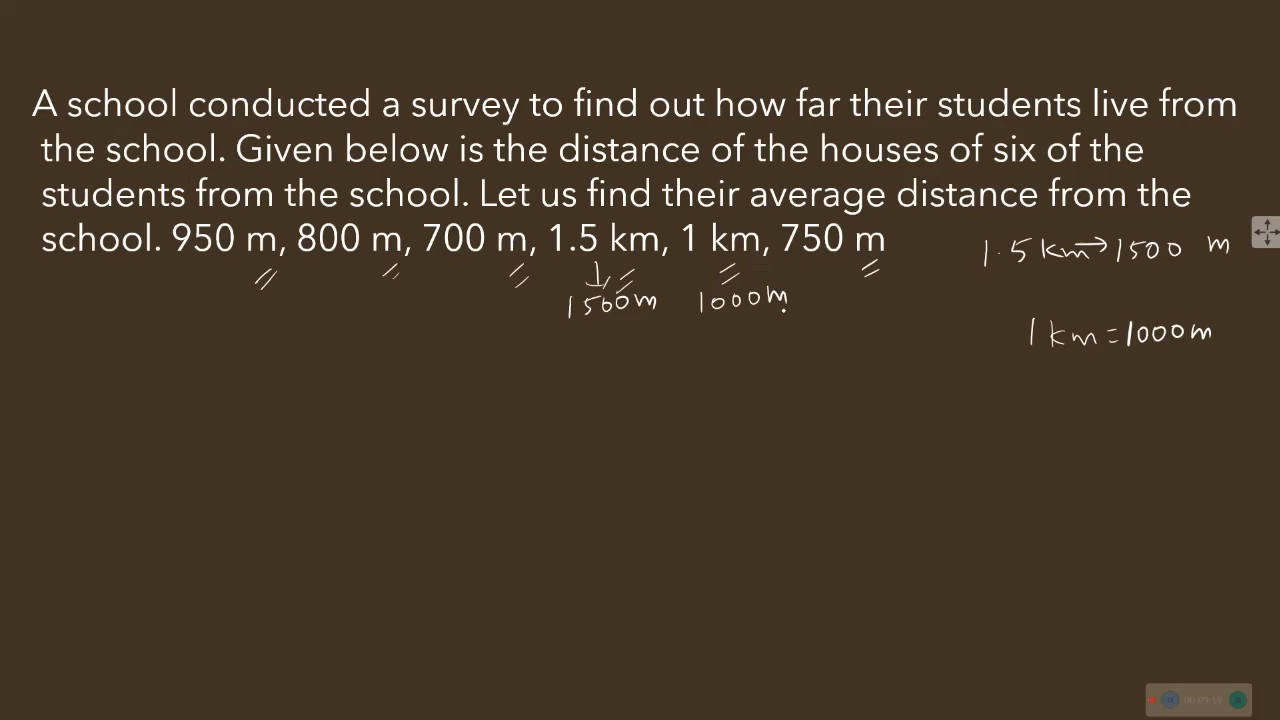 A school conducted a survey to find out how far their students live from
the school. Given below is the distance of the houses of six of the
students from the school. Let us find their average distance from the
school. 950 m, 800 m, 700 m, 1.5 km, 1 km, 750 m
1.5 km→1500 m
1500m 1000m
1 km=1000m